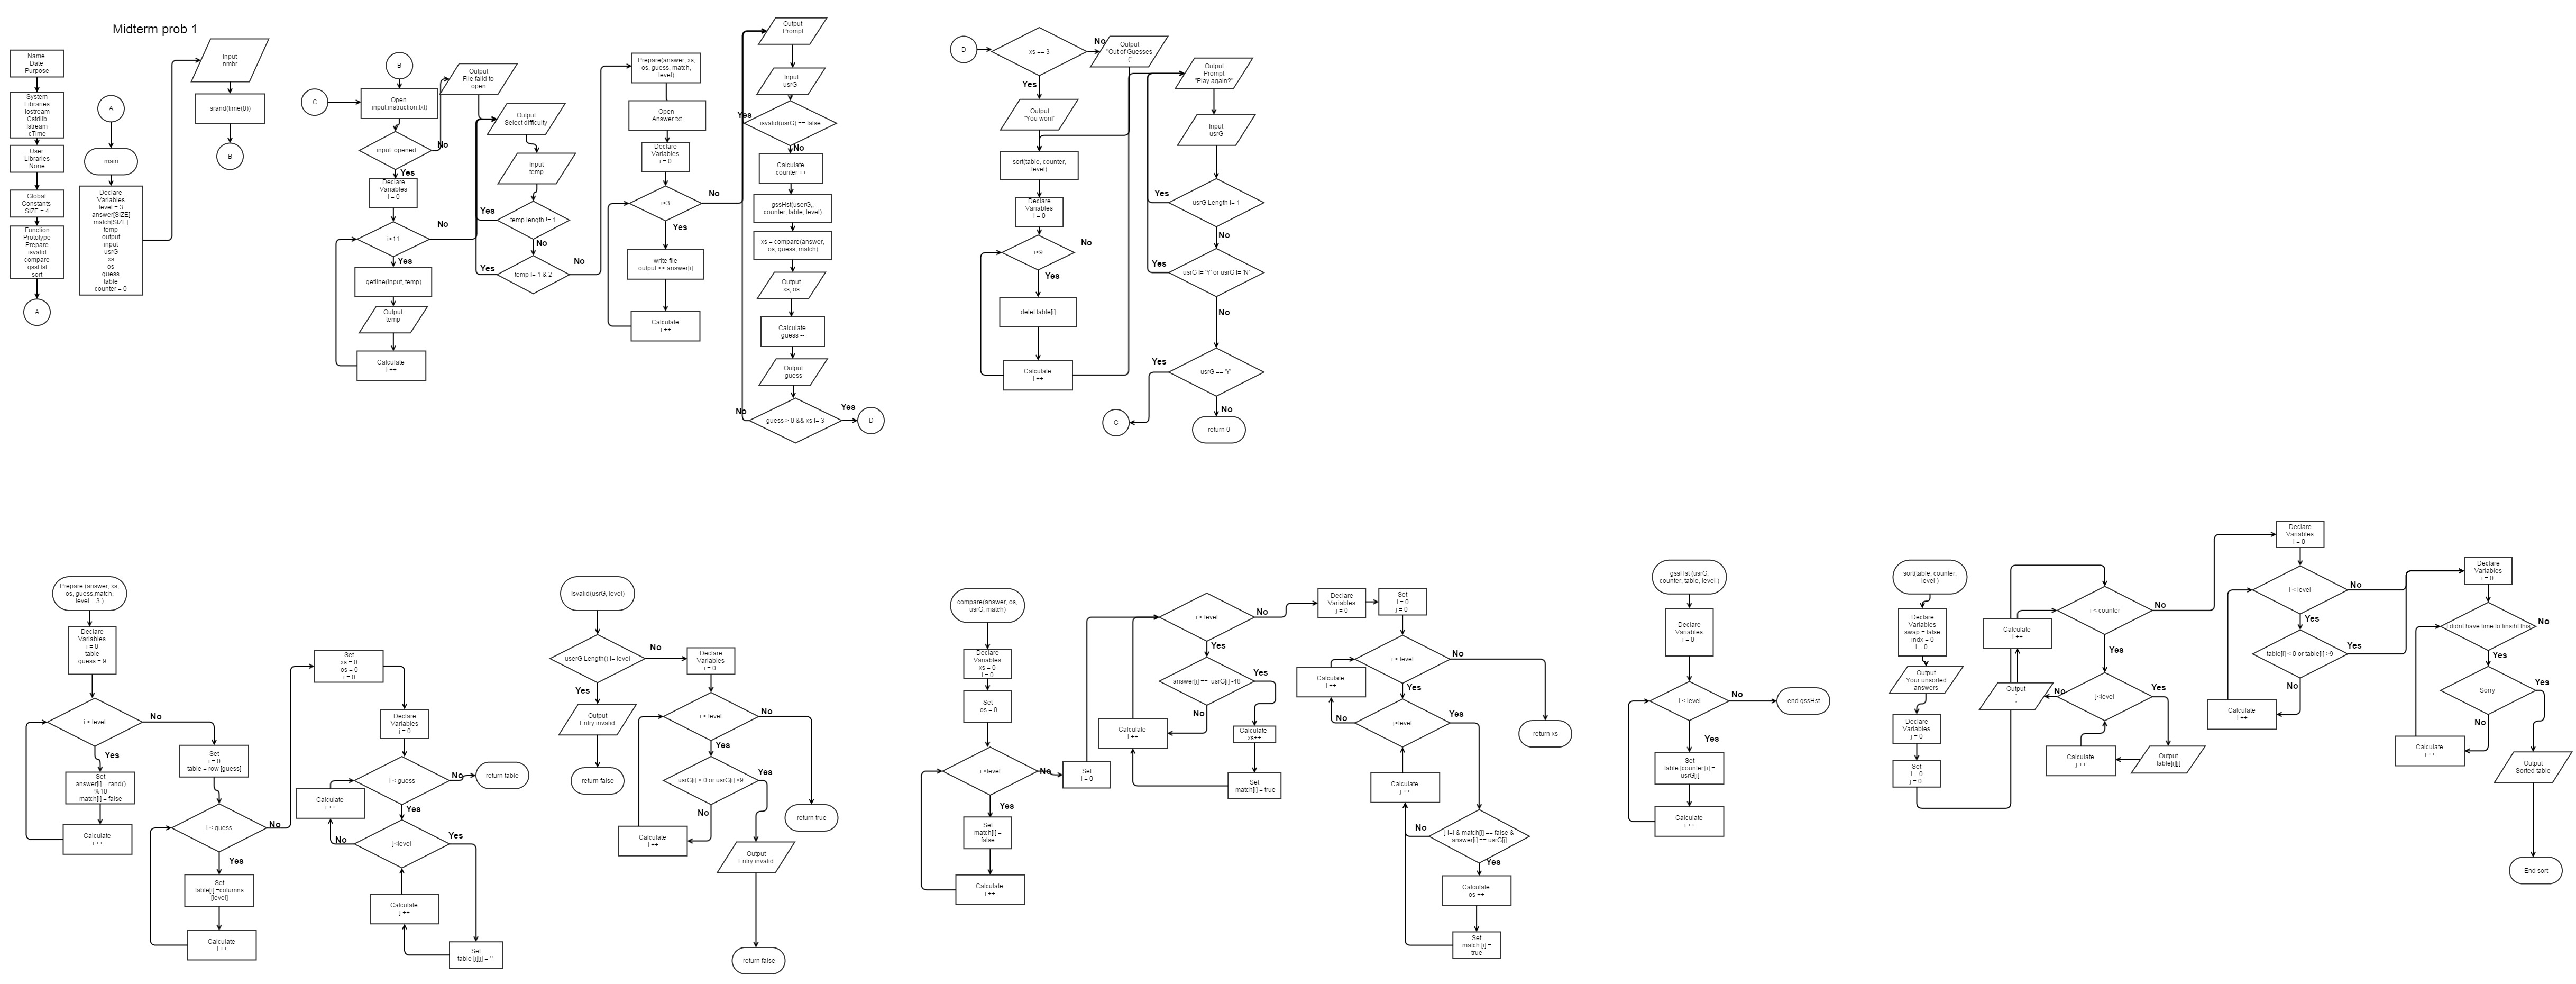 Midterm prob 1
Name
Date
Purpose
System
Libraries
Iostream
Cstdlib
fstream
cTime
User
Libraries
None
Global
Constants
SIZE = 4
Function
Prototype
Prepare
isvalid
compare
gssHst
sort
A
A
main
Declare
Variables
level = 3
answer[SIZE]
match[SIZE]
temp
output
input
usrG
xs
os
guess
table
counter = 0
Input
nmbr
srand(time(0))
B
B
C
Open
input.instruction.txt)
Output
File faild to
open
input opened
No
Yes
Declare
Variables
i = 0
i<11
No
Yes
getline(input, temp)
Output
temp
Calculate
i ++
Output
Select difficulty
Input
temp
temp length != 1
Yes
No
temp != 1 & 2
Yes
No
Prepare(answer, xs,
os, guess, match,
level)
Open
Answer.txt
Declare
Variables
i = 0
i<3
No
Yes
write file
output << answer[i]
Calculate
i ++
Output
Prompt
Input
usrG
isvalid(usrG) == false
Yes
No
Calculate
counter ++
gssHst(userG,,
counter, table, level)
xs = compare(answer,
os, guess, match)
Output
xs, os
Calculate
guess --
Output
guess
guess > 0 && xs != 3
No
Yes
D
D
xs == 3
No
Yes
Output
"Out of Guesses
:("
Output
"You won!"
sort(table, counter,
level)
Declare
Variables
i = 0
i<9
No
Yes
delet table[i]
Calculate
i ++
Output
Prompt
"Play again?"
Input
usrG
usrG Length != 1
Yes
No
usrG != 'Y' or usrG != 'N'
Yes
No
usrG == 'Y'
Yes
No
C
return 0
Prepare (answer, xs,
os, guess,match,
level = 3 )
Declare
Variables
i = 0
table
guess = 9
i < level
No
Yes
Set
answer[i] = rand()
%10
match[i] = false
Calculate
i ++
Set
i = 0
table = row [guess]
i < guess
No
Yes
Set
table[i] =columns
[level]
Calculate
i ++
Set
xs = 0
os = 0
i = 0
Declare
Variables
j = 0
i < guess
No
Yes
return table
Calculate
i ++
j<level
No
Yes
Calculate
j ++
Set
table [i][j] = ' '
Isvalid(usrG, level)
userG Length() != level
No
Yes
Output
Entry invalid
return false
Declare
Variables
i = 0
i < level
No
Yes
usrG[i] < 0 or usrG[i] >9
Yes
No
Calculate
i ++
return true
Output
Entry invalid
return false
compare(answer, os,
usrG, match)
Declare
Variables
xs = 0
i = 0
Set
os = 0
i <level
No
Yes
Set
match[i] =
false
Calculate
i ++
Set
i = 0
i < level
No
Yes
answer[i] == usrG[i] -48
Yes
No
Calculate
i ++
Calculate
xs++
Set
match[i] = true
Declare
Variables
j = 0
Set
i = 0
j = 0
i < level
No
Yes
Calculate
i ++
j<level
No
Yes
return xs
Calculate
j ++
j !=i & match[i] == false &
answer[i] == usrG[j]
No
Yes
Calculate
os ++
Set
match [i] =
true
gssHst (usrG,
counter, table, level )
Declare
Variables
i = 0
i < level
No
Yes
end gssHst
Set
table [counter][i] =
usrG[i]
Calculate
i ++
sort(table, counter,
level )
Declare
Variables
swap = false
indx = 0
i = 0
Output
Your unsorted
answers
Declare
Variables
j = 0
Set
i = 0
j = 0
i < counter
No
Yes
Calculate
i ++
Output
j<level
No
Yes
Calculate
j ++
Output
table[i][j]
Declare
Variables
i = 0
i < level
No
Yes
table[i] < 0 or table[i] >9
Yes
No
Calculate
i ++
Declare
Variables
i = 0
I didnt have time to finsiht this
No
Yes
Sorry
Yes
No
Calculate
i ++
Output
Sorted table
End sort